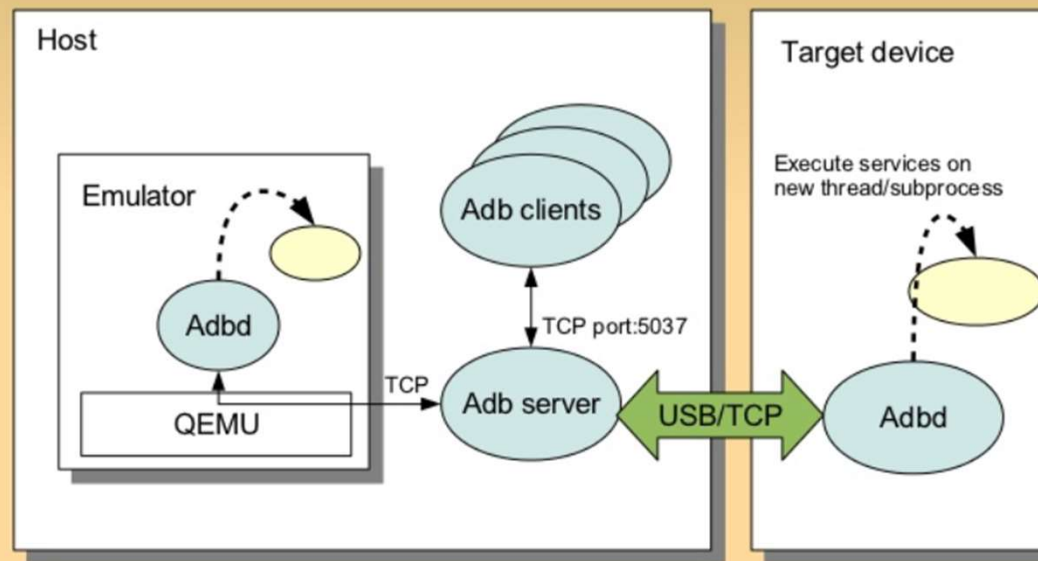 Host
Target device
Emulator
Adb clients
Execute services on
new thread/subprocess
Adbd
TCP port:5037
TCP
Adb server
USB/TCP
Adbd
QEMU